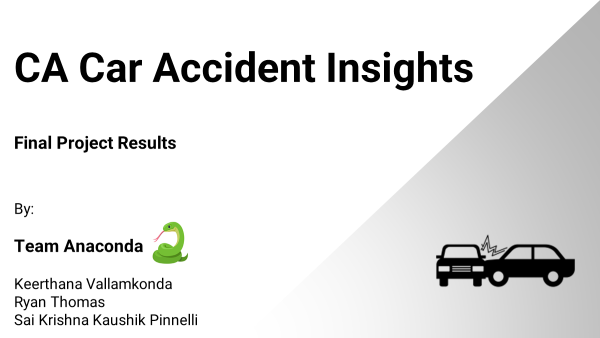 CA Car Accident Insights
Final Project Results
By:
Team Anaconda
Keerthana Vallamkonda
Ryan Thomas
Sai Krishna Kaushik Pinnelli